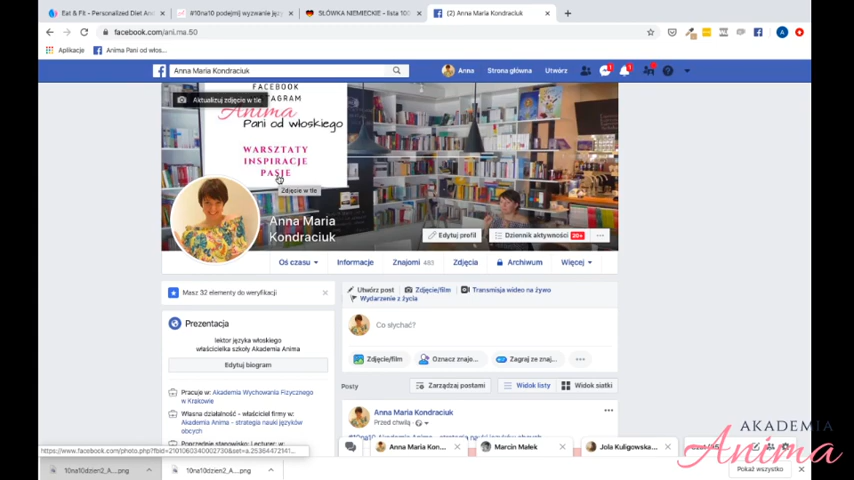 Eat & Fit - Personalized Diet An
#10na10 podejmij wyzwanie jęz
SŁÓWKA NIEMIECKIE – lista 100
(2) Anna Maria Kondraciuk
facebook.com/ani.ma.50
Aplikacje
Anima Pani od włos...
Anna Maria Kondraciuk
Anna
Strona główna
Utwórz
FACEBOOK
Aktualizuj zdjęcie w tle
Anima
Pani od włoskiego
WARSZTATY
INSPIRACJE
PASJE
Zdjęcie w tle
Anna Maria
Kondraciuk
Edytuj profil
Dziennik aktywności 20+
Oś czasu
Informacje
Znajomi 483
Zdjęcia
Archiwum
Więcej
Masz 32 elementy do weryfikacji
Utwórz post
Zdjęcie/film
Transmisja wideo na żywo
Wydarzenie z życia
Prezentacja
Co słychać?
lektor języka włoskiego
właścicielka szkoły Akademia Anima
Edytuj biogram
Zdjęcie/film
Oznacz znajo...
Zagraj ze znaj...
Pracuje w: Akademia Wychowania Fizycznego
w Krakowie
Posty
Zarządzaj postami
Widok listy
Widok siatki
Własna działalność - właściciel firmy w:
Akademia Anima - strategia nauki języków
obcych
Anna Maria Kondraciuk
Przed chwilą
Anna Maria Kon...
Marcin Małek
Jola Kuligowska...
AKADEMIA
Anima
10na10dzien2_A....png
10na10dzien2_A....png
Pokaż wszystko